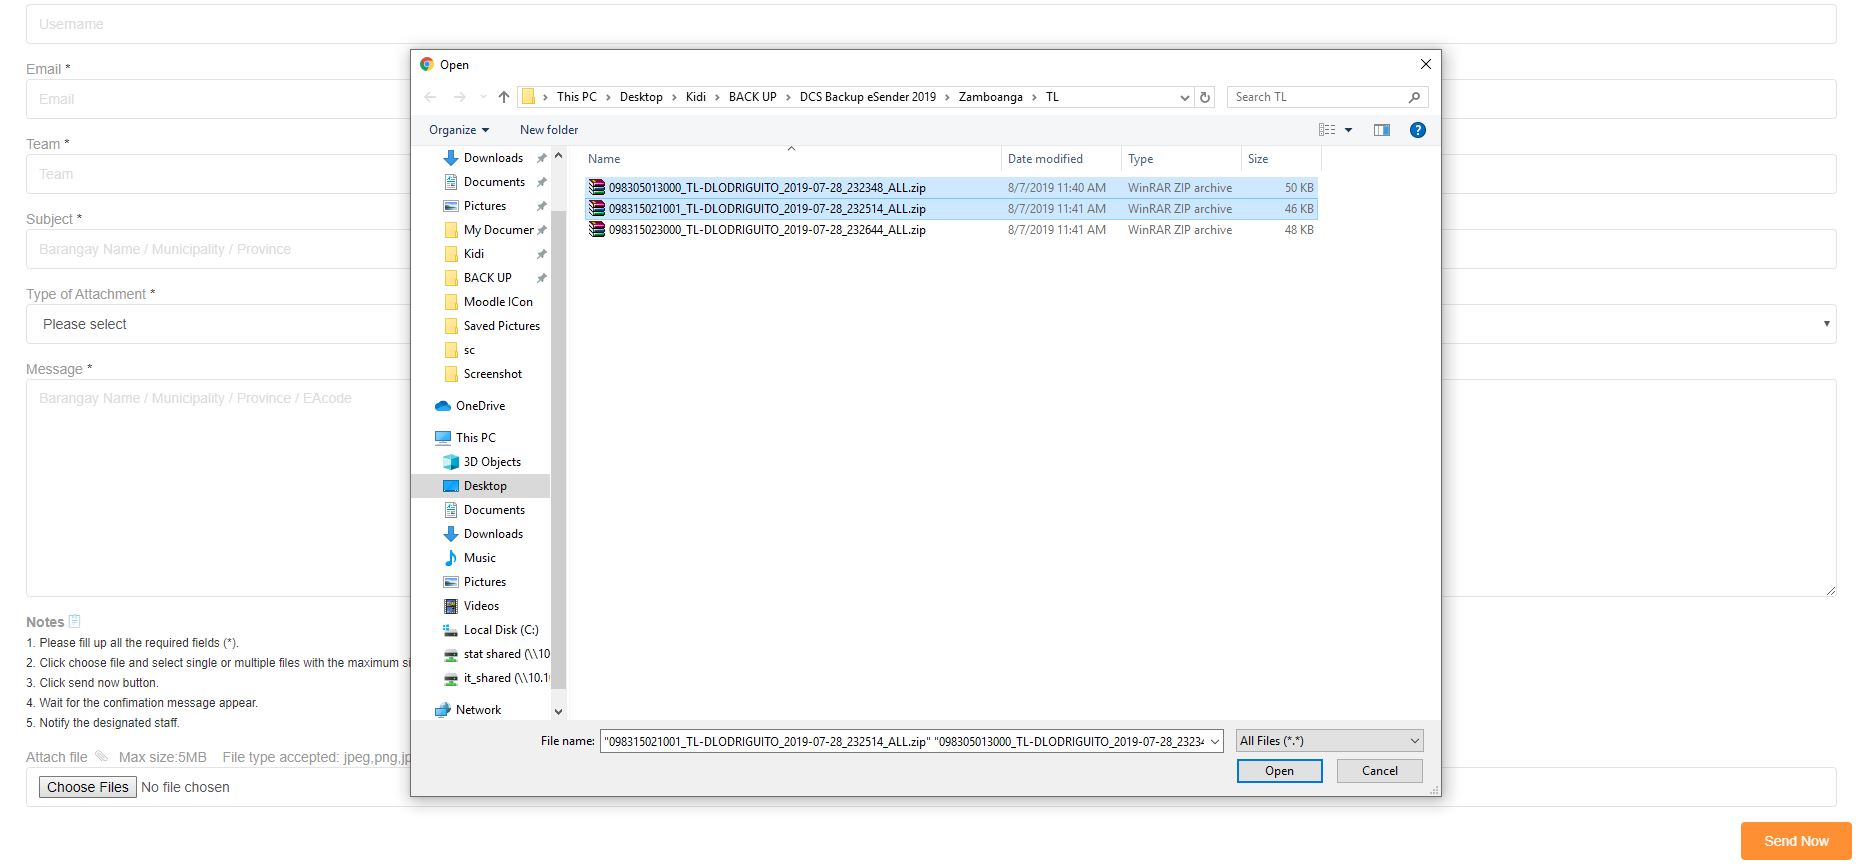 Username
Email *
Email
Team *
Team
Subject *
Barangay Name / Municipality / Province
Type of Attachment *
Please select
Message *
Barangay Name / Municipality / Province / EAcode
Notes
1. Please fill up all the required fields (*).
2. Click choose file and select single or multiple files with the maximum si
3. Click send now button.
4. Wait for the confimation message appear.
5. Notify the designated staff.
Attach file Max size:5MB File type accepted: jpeg,png,jp
Choose Files No file chosen
Send Now
Open
This PC > Desktop > Kidi > BACK UP > DCS Backup eSender 2019 > Zamboanga > TL
Search TL
Organize New folder
Downloads
Documents
Pictures
My Documer
Kidi
BACK UP
Moodle ICon
Saved Pictures
sc
Screenshot
OneDrive
This PC
3D Objects
Desktop
Documents
Downloads
Music
Pictures
Videos
Local Disk (C:)
stat shared (\\10
it_shared (\\10.1
Network
Name Date modified Type Size
098305013000_TL-DLODRIGUITO_2019-07-28_232348_ALL.zip 8/7/2019 11:40 AM WinRAR ZIP archive 50 KB
098315021001_TL-DLODRIGUITO_2019-07-28_232514_ALL.zip 8/7/2019 11:41 AM WinRAR ZIP archive 46 KB
098315023000_TL-DLODRIGUITO_2019-07-28_232644_ALL.zip 8/7/2019 11:41 AM WinRAR ZIP archive 48 KB
File name: "098315021001_TL-DLODRIGUITO_2019-07-28_232514_ALL.zip" "098305013000_TL-DLODRIGUITO_2019-07-28_2323 All Files (*.*)
Open Cancel